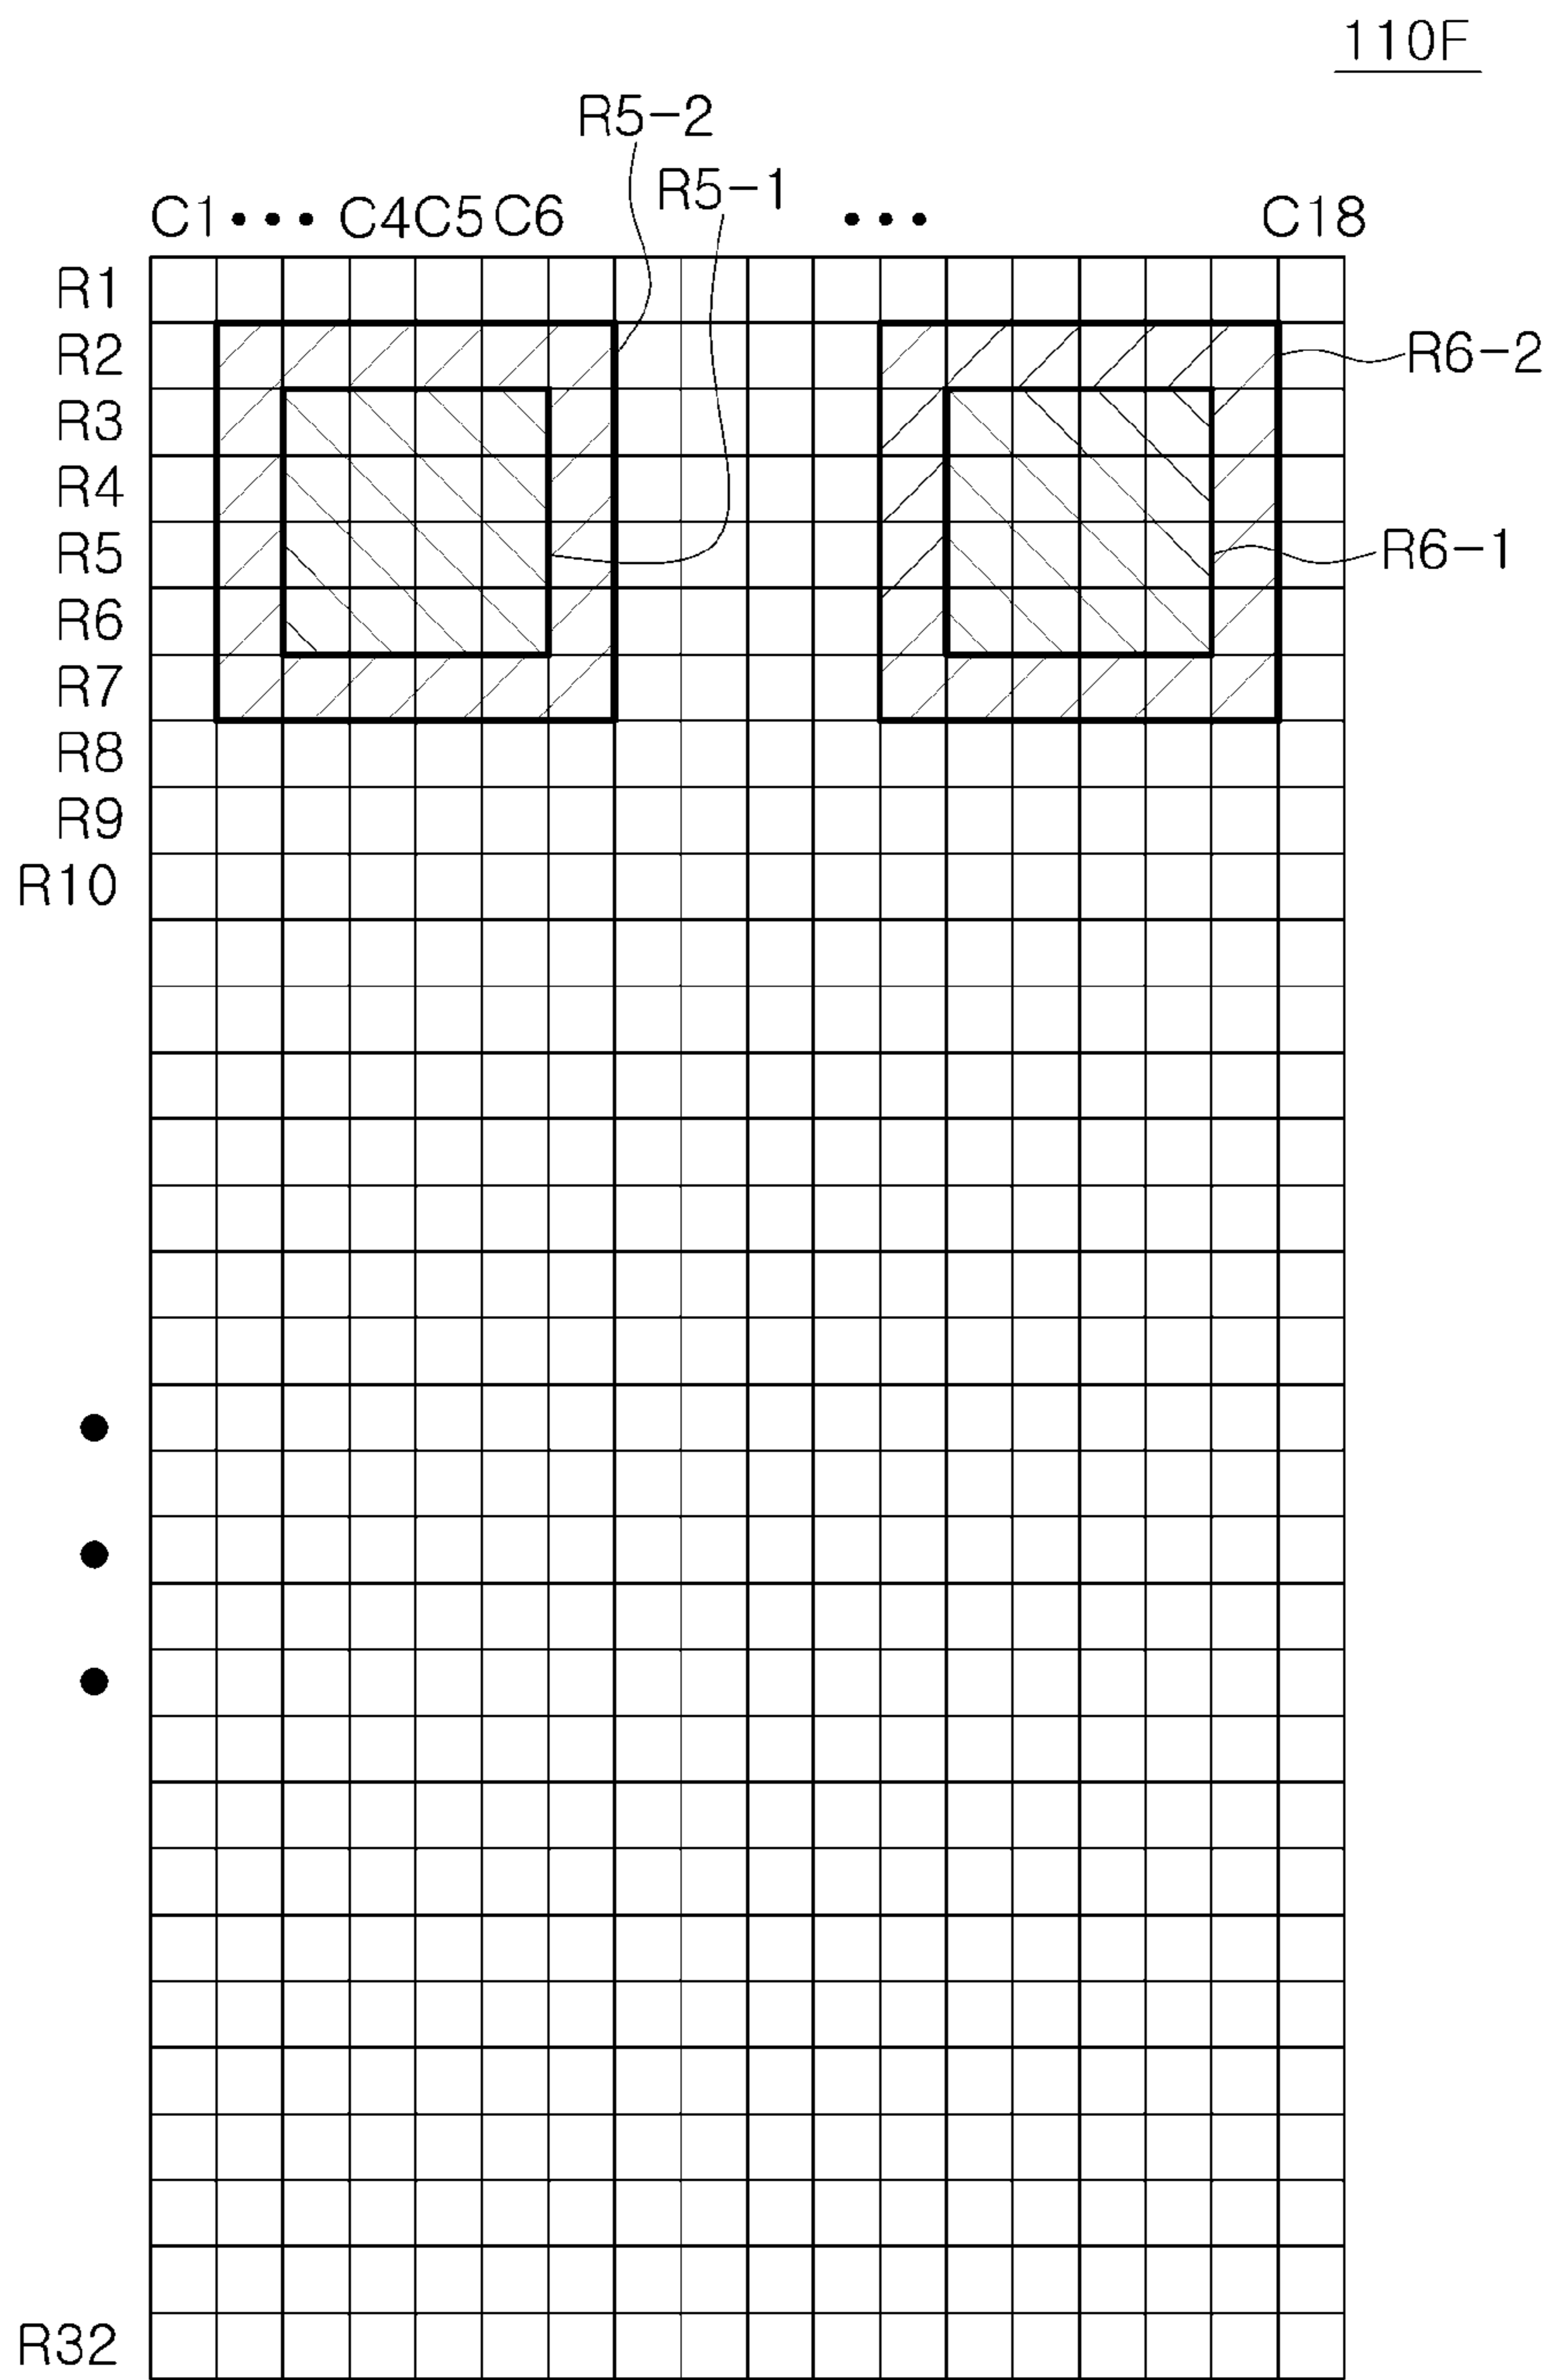 110F
R5-2
R5-1
C1 ••• C4 C5 C6 ••• C18
R1
R2
R6-2
R3
R4
R5
R6-1
R6
R7
R8
R9
R10
R32